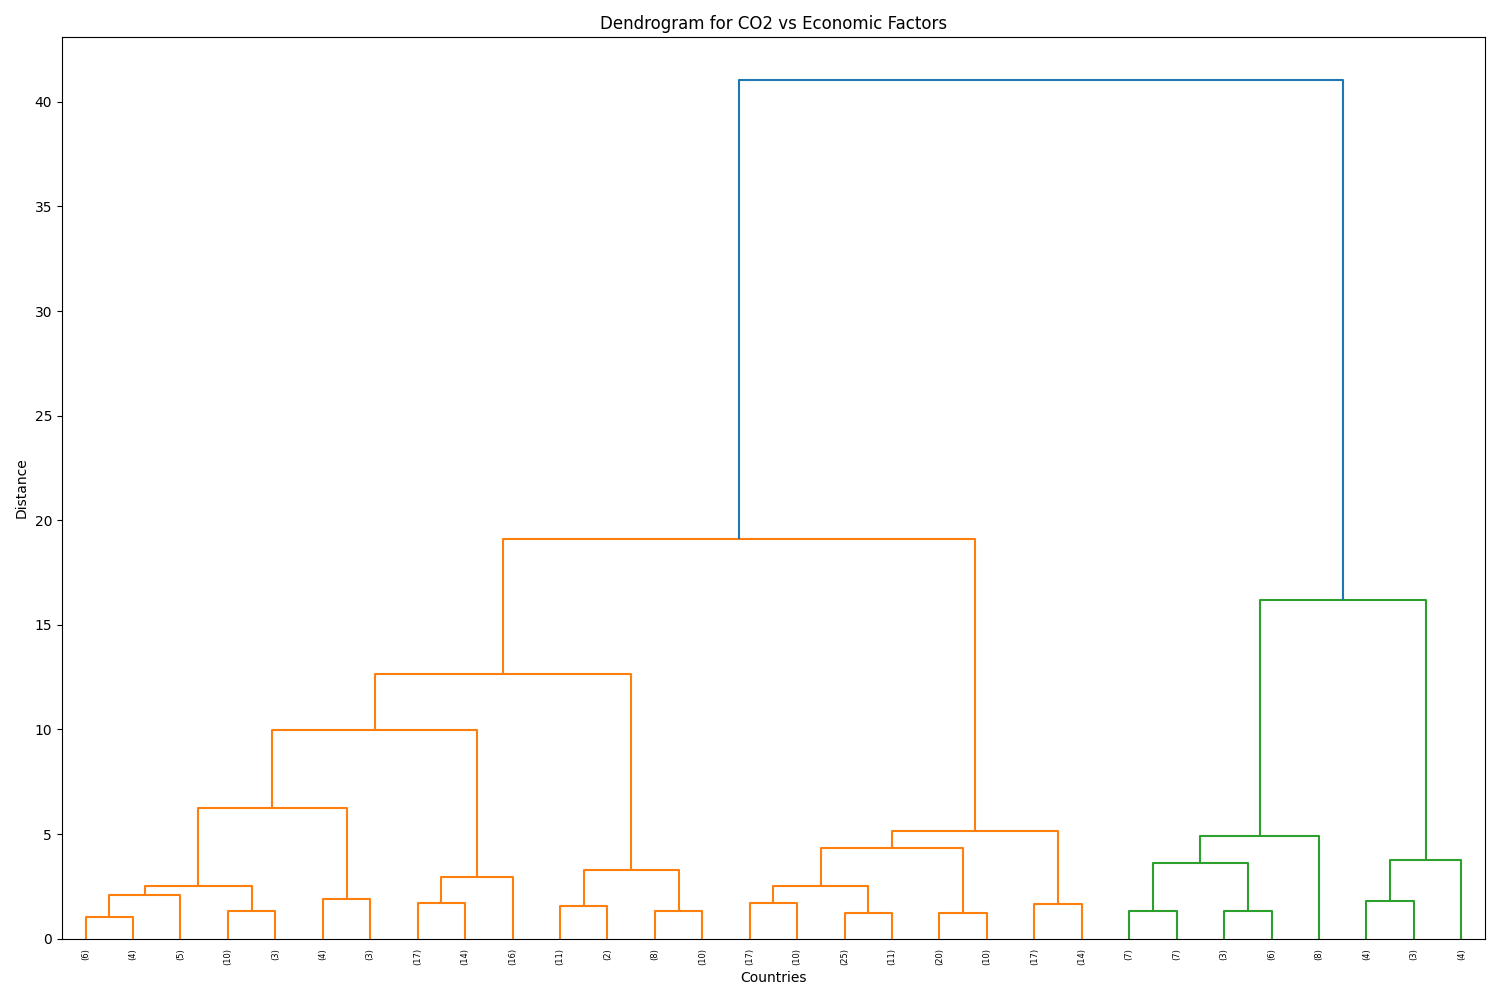 Dendrogram for CO2 vs Economic Factors
40
35
30
25
20
15
10
5
0
Distance
(6) (4) (5) (10) (3) (4) (3) (17) (14) (16) (11) (2) (8) (10) (17) (10) (25) (11) (20) (10) (17) (14) (7) (7) (3) (6) (8) (4) (3) (4)
Countries